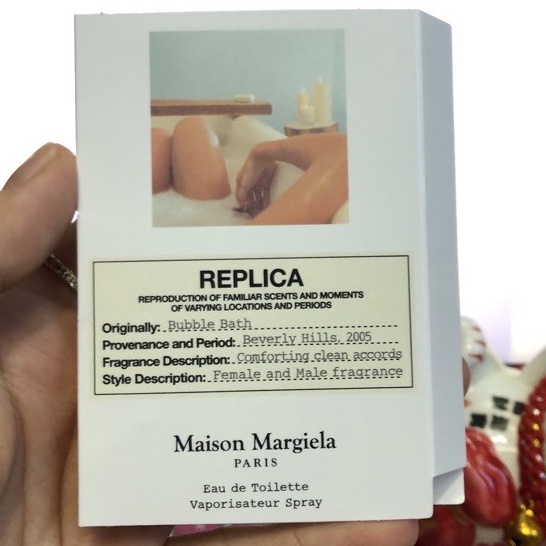 REPLICA
REPRODUCTION OF FAMILIAR SCENTS AND MOMENTS
OF VARYING LOCATIONS AND PERIODS
Originally: Bubble Bath
Provenance and Period: Beverly Hills, 2005
Fragrance Description: Comforting clean accords
Style Description: Female and Male fragrance
Maison Margiela
PARIS
Eau de Toilette
Vaporisateur Spray